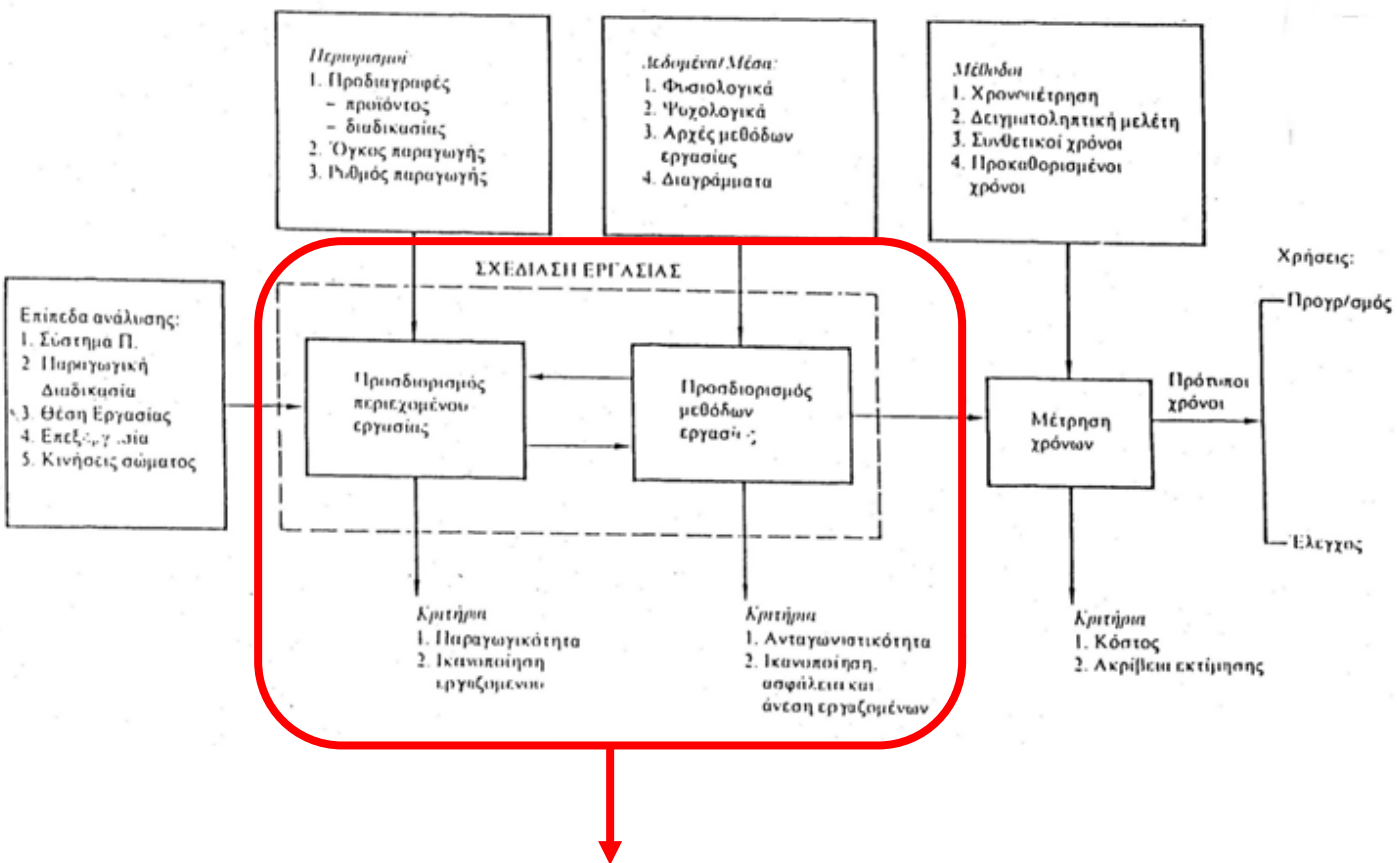 Περιορισμοί
1. Προδιαγραφές
– προϊόντος
– διαδικασίας
2. Όγκος παραγωγής
3. Ρυθμός παραγωγής
Δεδομένα/Μέσα:
1. Φυσιολογικά
2. Ψυχολογικά
3. Αρχές μεθόδων
εργασίας
4. Διαγράμματα
Μέθοδοι
1. Χρονομέτρηση
2. Δειγματοληπτική μελέτη
3. Συνθετικοί χρόνοι
4. Προκαθορισμένοι
χρόνοι
ΣΧΕΔΙΑΣΗ ΕΡΓΑΣΙΑΣ
Επίπεδα ανάλυσης:
1. Σύστημα Π.
2 Παραγωγική
Διαδικασία
3. Θέση Εργασίας
4. Επεξεργασία
5. Κινήσεις σώματος
Προσδιορισμός
περιεχομένου
εργασίας
Προσδιορισμός
μεθόδων
εργασίας
Μέτρηση
χρόνων
Πρότυποι
χρόνοι
Χρήσεις:
Προγρ/σμός
Έλεγχος
Κριτήρια
1. Παραγωγικότητα
2. Ικανοποίηση
εργαζομένου
Κριτήρια
1. Ανταγωνιστικότητα
2. Ικανοποίηση,
ασφάλεια και
άνεση εργαζομένων
Κριτήρια
1. Κόστος
2. Ακρίβεια εκτίμησης